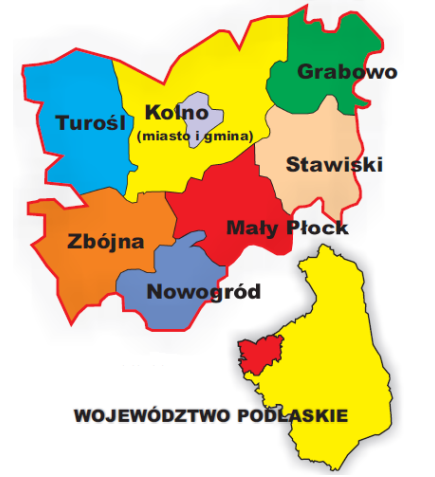 Grabowo
Kolno
(miasto i gmina)
Turośl
Stawiski
Mały Płock
Zbójna
Nowogród
WOJEWÓDZTWO PODLASKIE